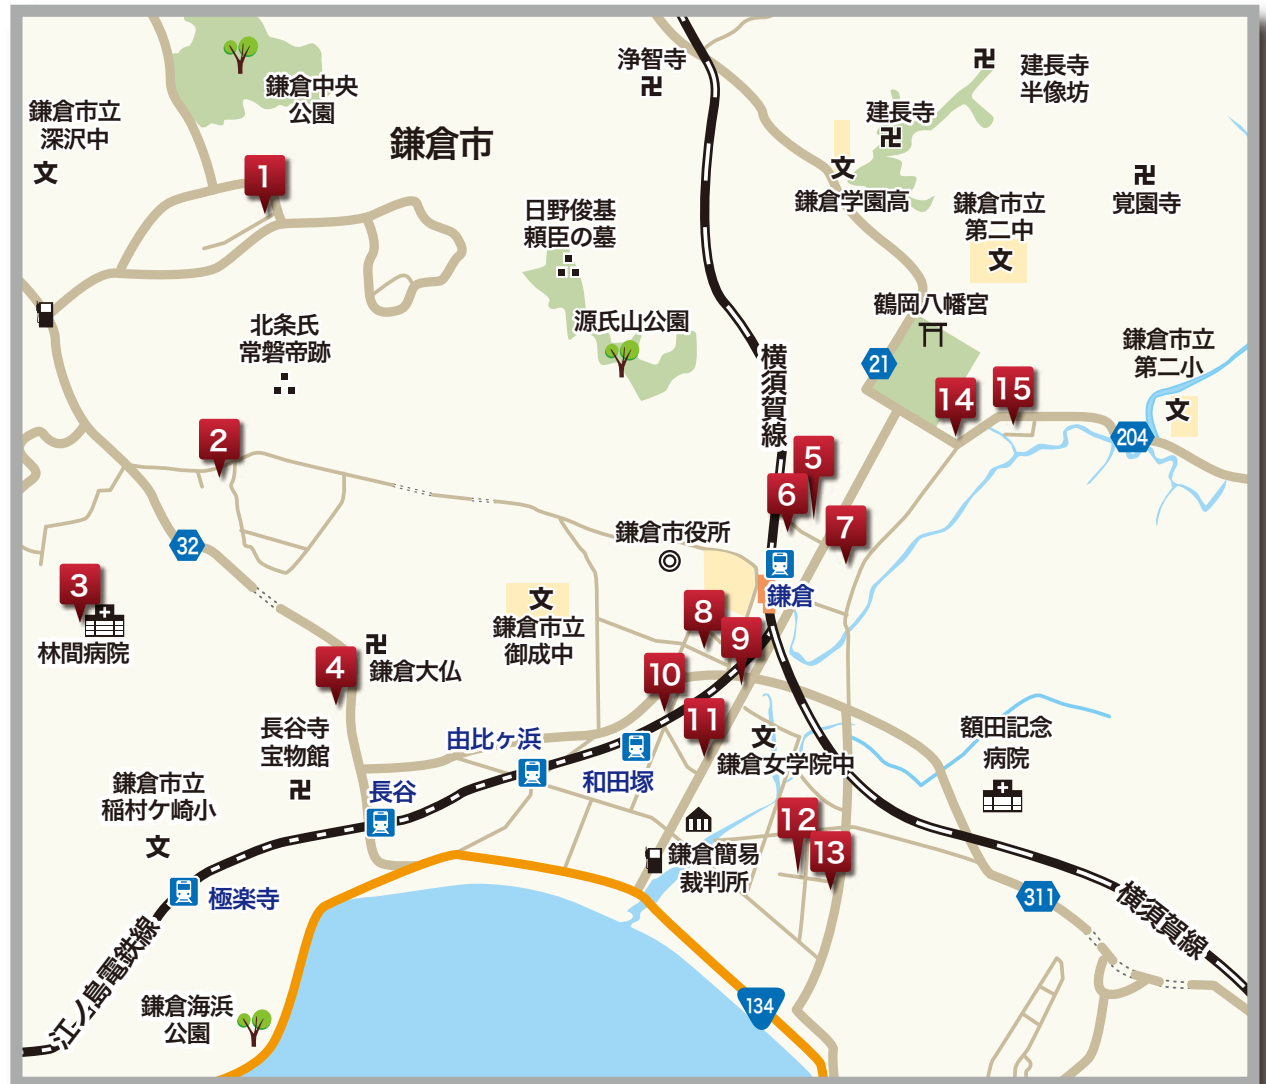 浄智寺
建長寺
半像坊
鎌倉中央
公園
鎌倉市立
深沢中
文
鎌倉市
建長寺
文
鎌倉学園高
覚園寺
1
日野俊基
頼臣の墓
鎌倉市立
第二中
文
北条氏
常磐帝跡
源氏山公園
鶴岡八幡宮
鎌倉市立
第二小
文
横須賀線
21
14
15
204
2
5
6
7
32
鎌倉市役所
鎌倉
3
林間病院
文
鎌倉市立
御成中
8
9
4
鎌倉大仏
10
11
長谷寺
宝物館
由比ヶ浜
和田塚
文
鎌倉女学院中
額田記念
病院
鎌倉市立
稲村ケ崎小
文
長谷
12
13
鎌倉簡易
裁判所
極楽寺
311
横須賀線
江ノ島電鉄線
鎌倉海浜
公園
134